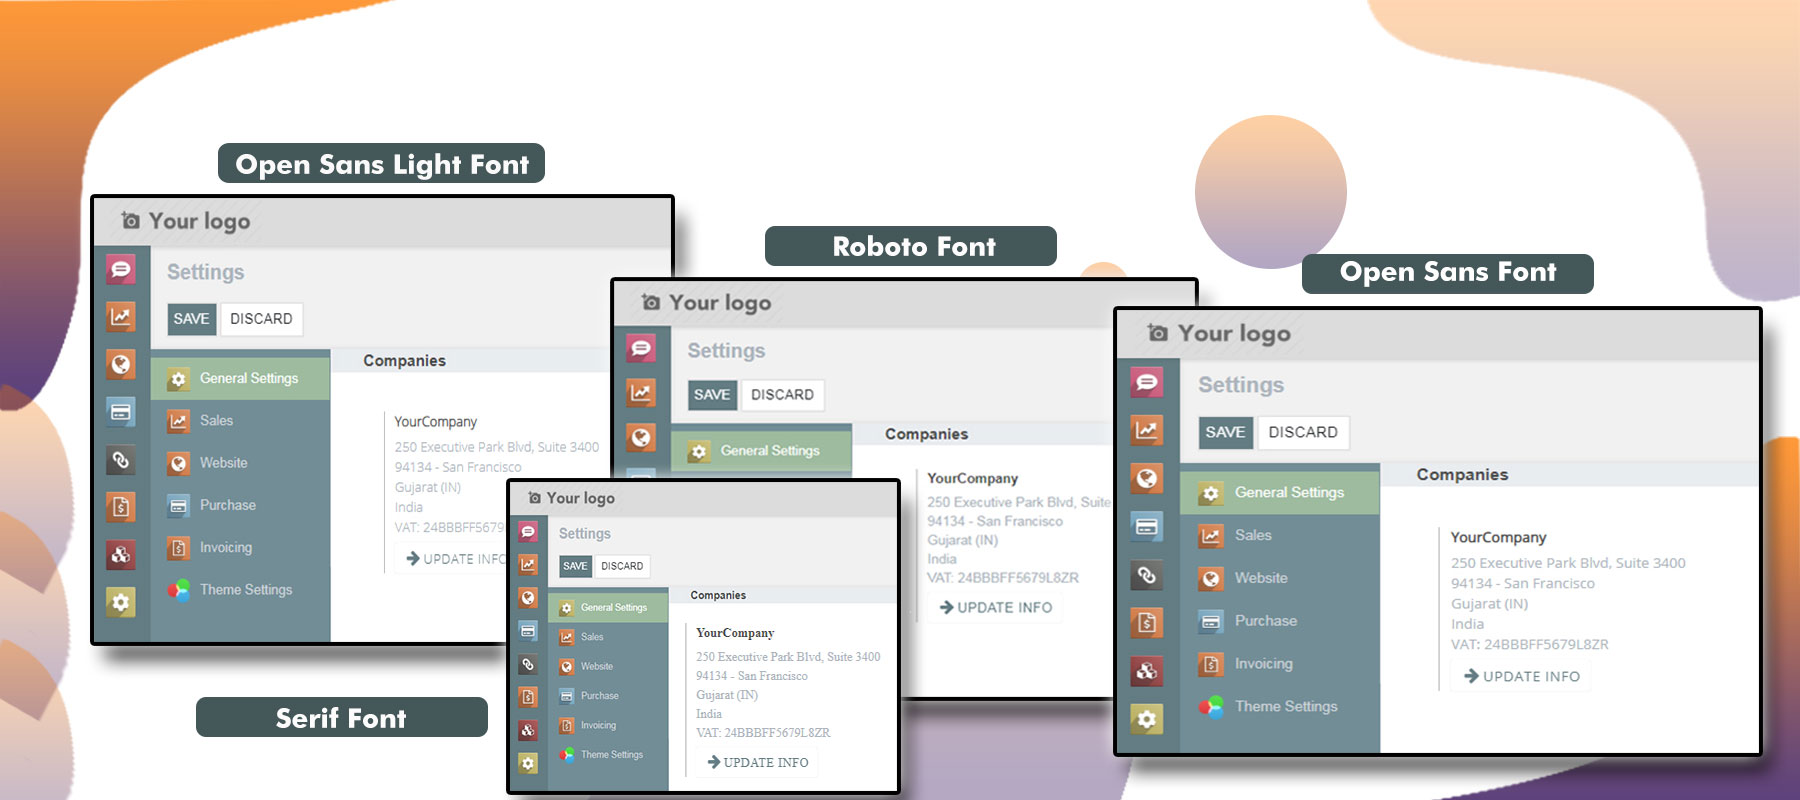 Open Sans Light Font
Your logo
Settings
SAVE DISCARD
General Settings
Sales
Website
Purchase
Invoicing
Theme Settings
Companies
YourCompany
250 Executive Park Blvd, Suite 3400
94134 - San Francisco
Gujarat (IN)
India
VAT: 24BBBFF5679
UPDATE INFO
Roboto Font
Your logo
Settings
SAVE DISCARD
General Settings
Companies
YourCompany
250 Executive Park Blvd, Suite
94134 - San Francisco
Gujarat (IN)
India
VAT: 24BBBFF5679L8ZR
UPDATE INFO
Open Sans Font
Your logo
Settings
SAVE DISCARD
General Settings
Sales
Website
Purchase
Invoicing
Theme Settings
Companies
YourCompany
250 Executive Park Blvd, Suite 3400
94134 - San Francisco
Gujarat (IN)
India
VAT: 24BBBFF5679L8ZR
UPDATE INFO
Serif Font
Your logo
Settings
SAVE DISCARD
General Settings
Sales
Website
Purchase
Invoicing
Theme Settings
Companies
YourCompany
250 Executive Park Blvd, Suite 3400
94134 - San Francisco
Gujarat (IN)
India
VAT: 24BBBFF5679L8ZR
UPDATE INFO